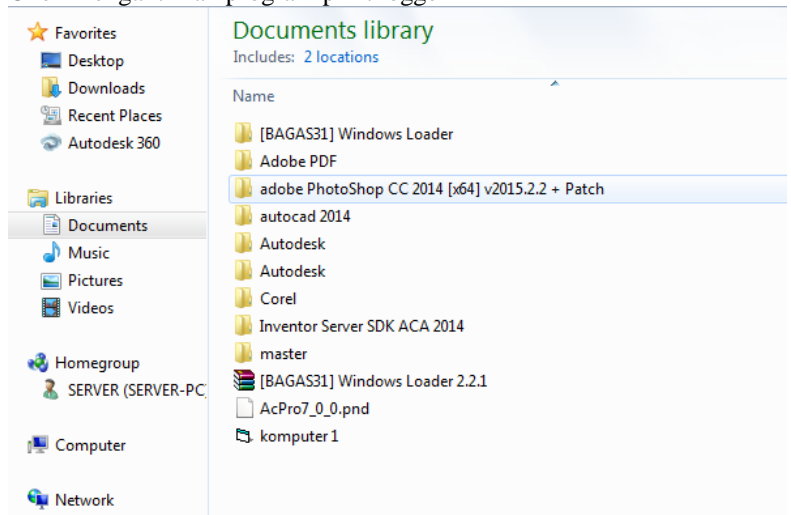 Favorites
Desktop
Downloads
Recent Places
Autodesk 360
Libraries
Documents
Music
Pictures
Videos
Homegroup
SERVER (SERVER-PC)
Computer
Network
Documents library
Includes: 2 locations
Name
[BAGAS31] Windows Loader
Adobe PDF
adobe PhotoShop CC 2014 [x64] v2015.2.2 + Patch
autocad 2014
Autodesk
Autodesk
Corel
Inventor Server SDK ACA 2014
master
[BAGAS31] Windows Loader 2.2.1
AcPro7_0_0.pnd
komputer 1